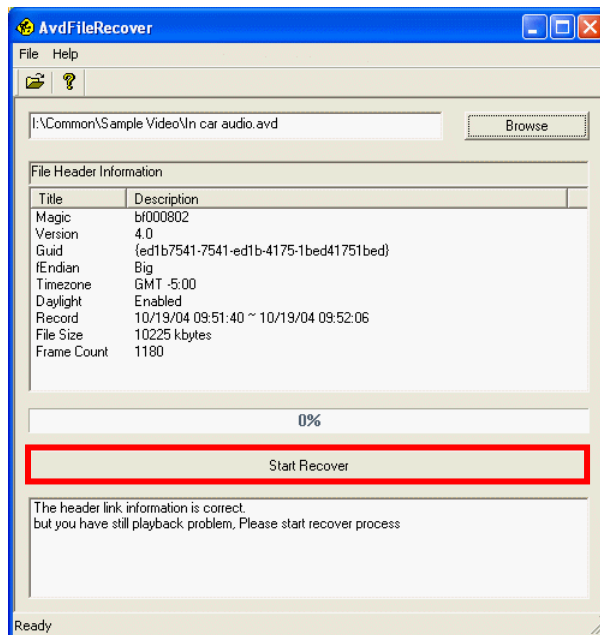 AvdFileRecover
File Help
I:\Common\Sample Video\In car audio.avd
Browse
File Header Information
Title Description
Magic bf000802
Version 4.0
Guid {ed1b7541-7541-ed1b-4175-1bed41751bed}
fEndian Big
Timezone GMT -5:00
Daylight Enabled
Record 10/19/04 09:51:40 ~ 10/19/04 09:52:06
File Size 10225 kbytes
Frame Count 1180
0%
Start Recover
The header link information is correct.
but you have still playback problem, Please start recover process
Ready